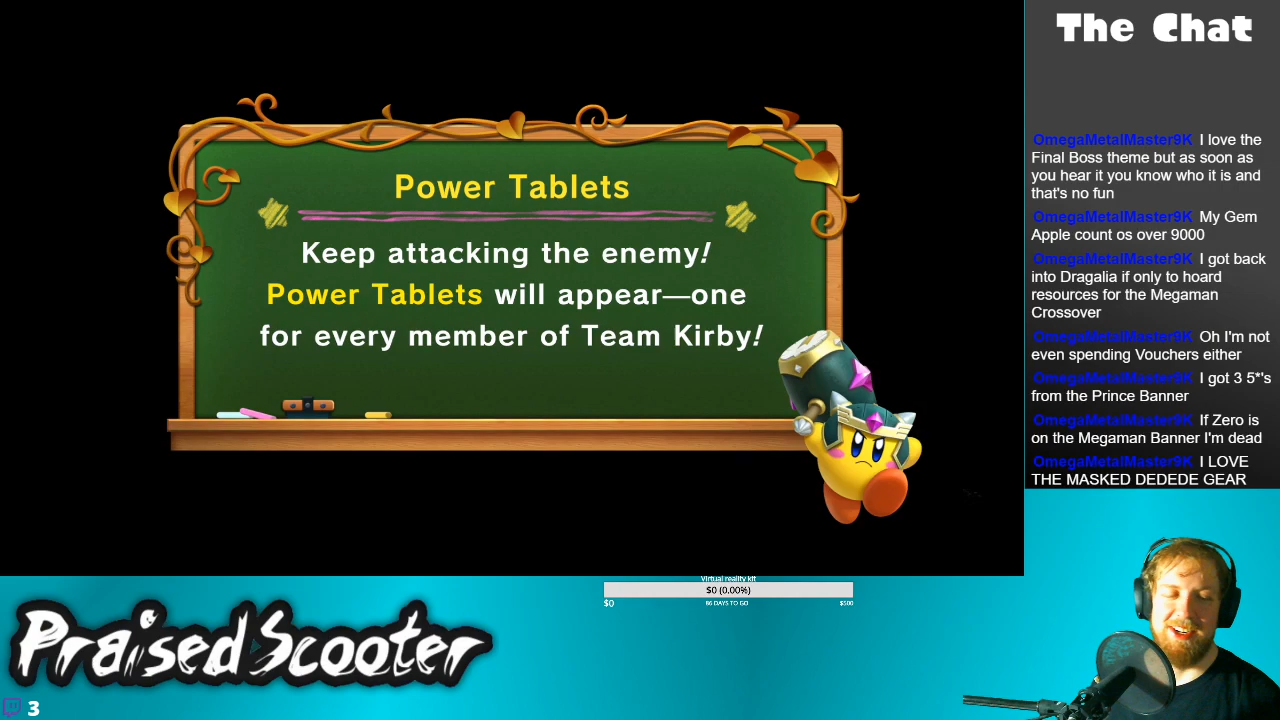 The Chat
Power Tablets
Keep attacking the enemy!
Power Tablets will appear—one
for every member of Team Kirby!
OmegaMetalMaster9K I love the
Final Boss theme but as soon as
you hear it you know who it is and
that's no fun
OmegaMetalMaster9K My Gem
Apple count os over 9000
OmegaMetalMaster9K I got back
into Dragalia if only to hoard
resources for the Megaman
Crossover
OmegaMetalMaster9K Oh I'm not
even spending Vouchers either
OmegaMetalMaster9K I got 3 5*'s
from the Prince Banner
OmegaMetalMaster9K If Zero is
on the Megaman Banner I'm dead
OmegaMetalMaster9K I LOVE
THE MASKED DEDEDE GEAR
Virtual reality kit
$0 (0.00%)
$0 86 DAYS TO GO $500
PraisedScooter
3